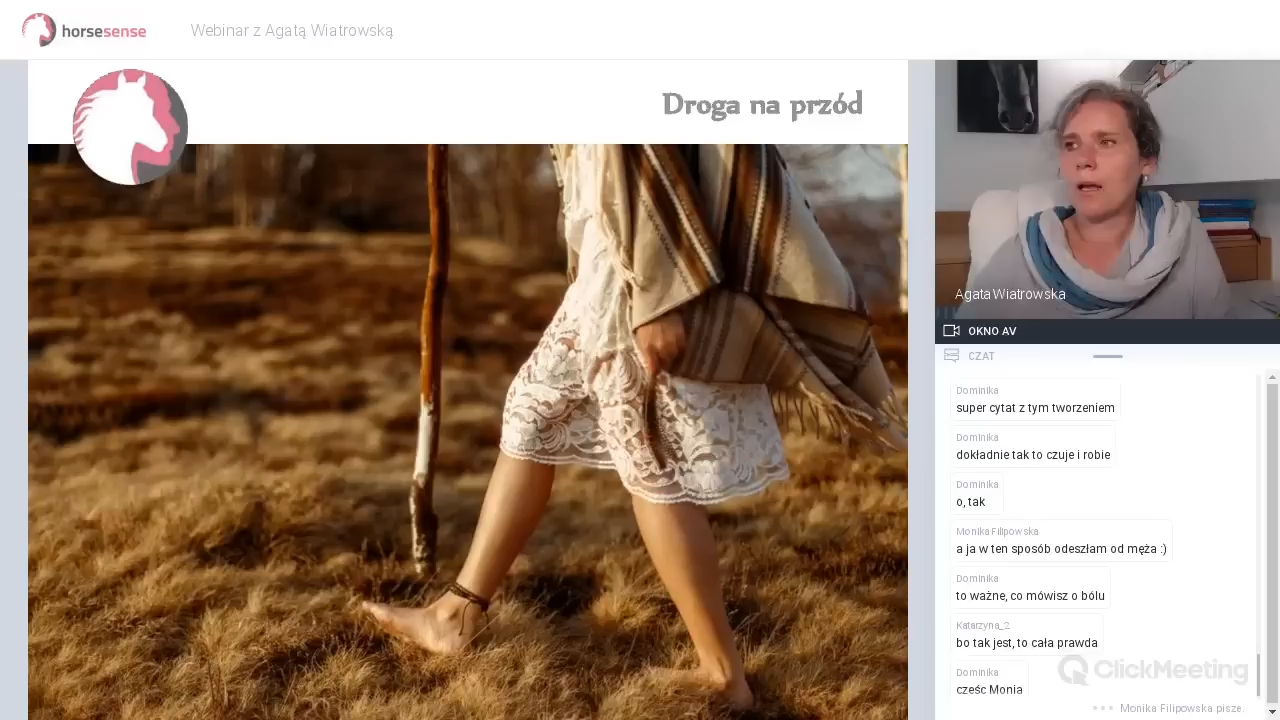 horsesense
Webinar z Agatą Wiatrowską
Droga na przód
Agata Wiatrowska
OKNO AV
CZAT
Dominika
super cytat z tym tworzeniem
Dominika
dokładnie tak to czuje i robie
Dominika
o, tak
Monika Filipowska
a ja w ten sposób odeszłam od męża :)
Dominika
to ważne, co mówisz o bólu
Katarzyna_2
bo tak jest, to cała prawda
Dominika
cześc Monia
ClickMeeting
Monika Filipowska pisze.